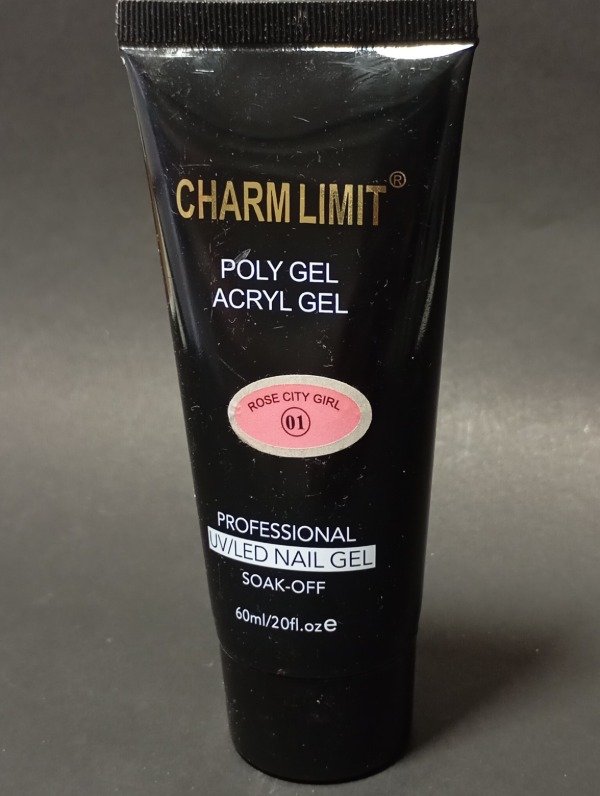 CHARM LIMIT®
POLY GEL
ACRYL GEL
ROSE CITY GIRL
01
PROFESSIONAL
UV/LED NAIL GEL
SOAK-OFF
60ml/20fl.oz℮